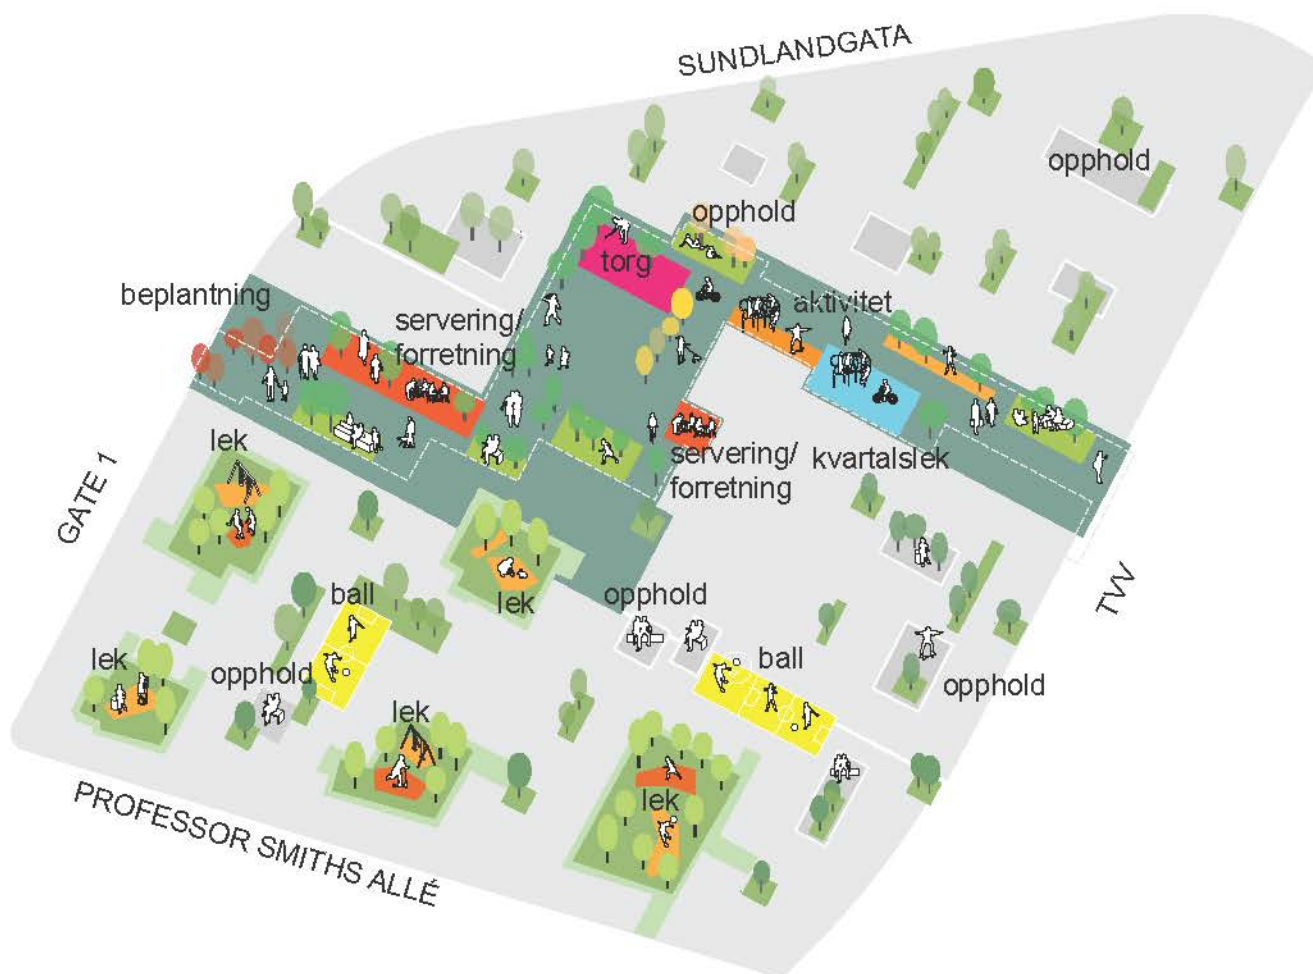 SUNDLANDGATA
opphold
opphold
torg
beplantning
aktivitet
servering/
forretning
lek
servering/
forretning
kvartalslek
GATE 1
TVV
ball
lek
opphold
lek
opphold
ball
opphold
lek
lek
PROFESSOR SMITHS ALLÉ